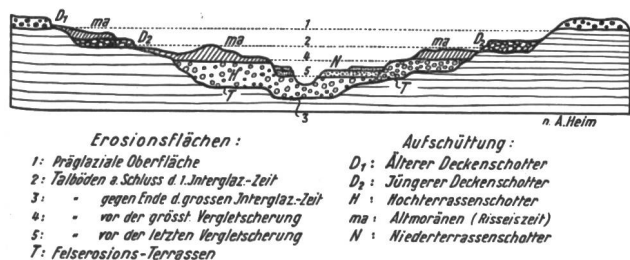 D₁ ma 1
D₂ ma 2 D₂
4 ma
H 5 N
T T
3
n. A. Heim
Erosionsflächen:
1: Präglaziale Oberfläche
2: Talböden a. Schluss d. 1. Jnterglaz.-Zeit
3: " gegen Ende d. grossen Jnterglaz.-Zeit
4: " vor der grösst. Vergletscherung
5: " vor der letzten Vergletscherung
T: Felserosions-Terrassen
Aufschüttung:
D₁: Älterer Deckenschotter
D₂: Jüngerer Deckenschotter
H: Hochterrassenschotter
ma: Altmoränen (Risseiszeit)
N: Niederterrassenschotter